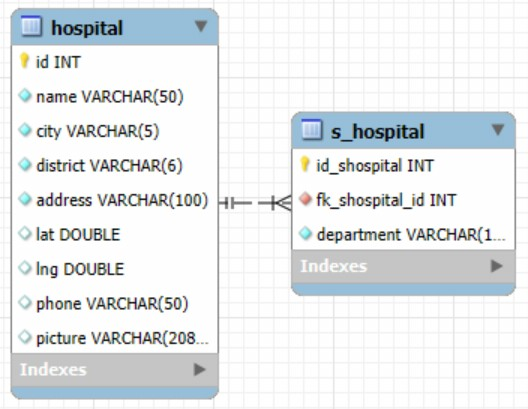 hospital
id INT
name VARCHAR(50)
city VARCHAR(5)
district VARCHAR(6)
address VARCHAR(100)
lat DOUBLE
lng DOUBLE
phone VARCHAR(50)
picture VARCHAR(208...
Indexes
s_hospital
id_shospital INT
fk_shospital_id INT
department VARCHAR(1...
Indexes